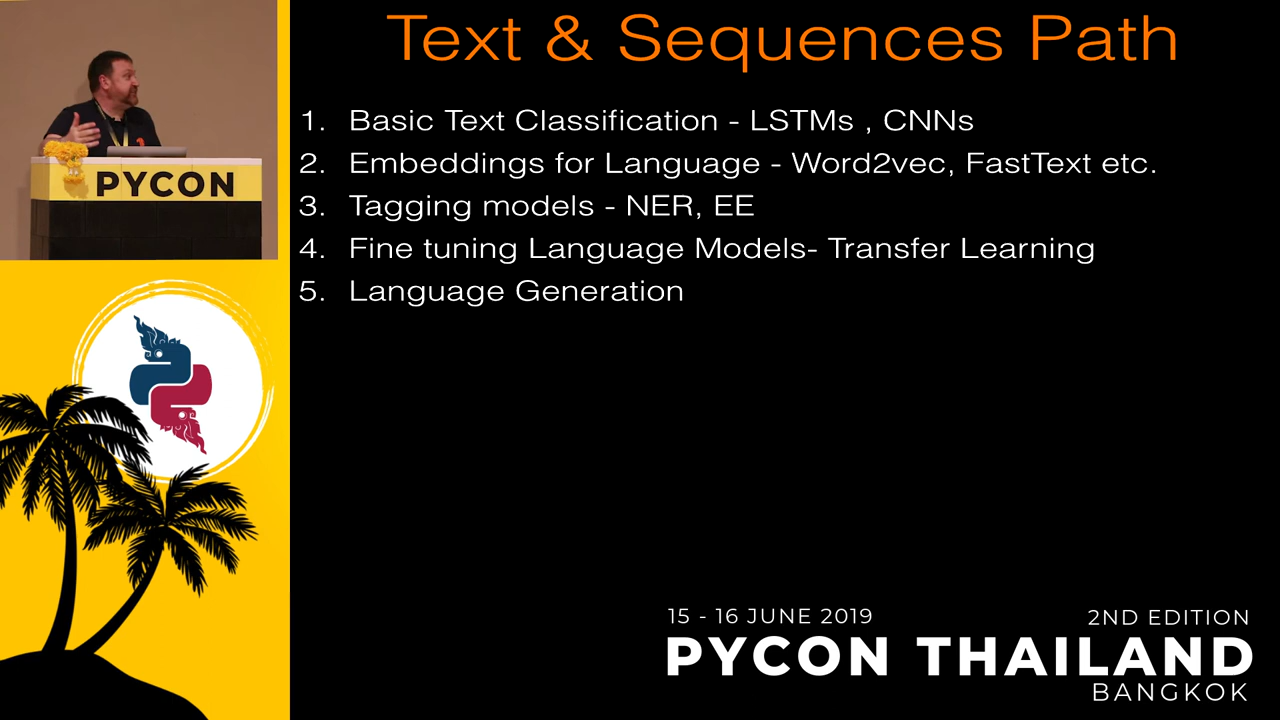 Text & Sequences Path
1. Basic Text Classification - LSTMs , CNNs
2. Embeddings for Language - Word2vec, FastText etc.
3. Tagging models - NER, EE
4. Fine tuning Language Models- Transfer Learning
5. Language Generation
PYCON
15 - 16 JUNE 2019
2ND EDITION
PYCON THAILAND
BANGKOK